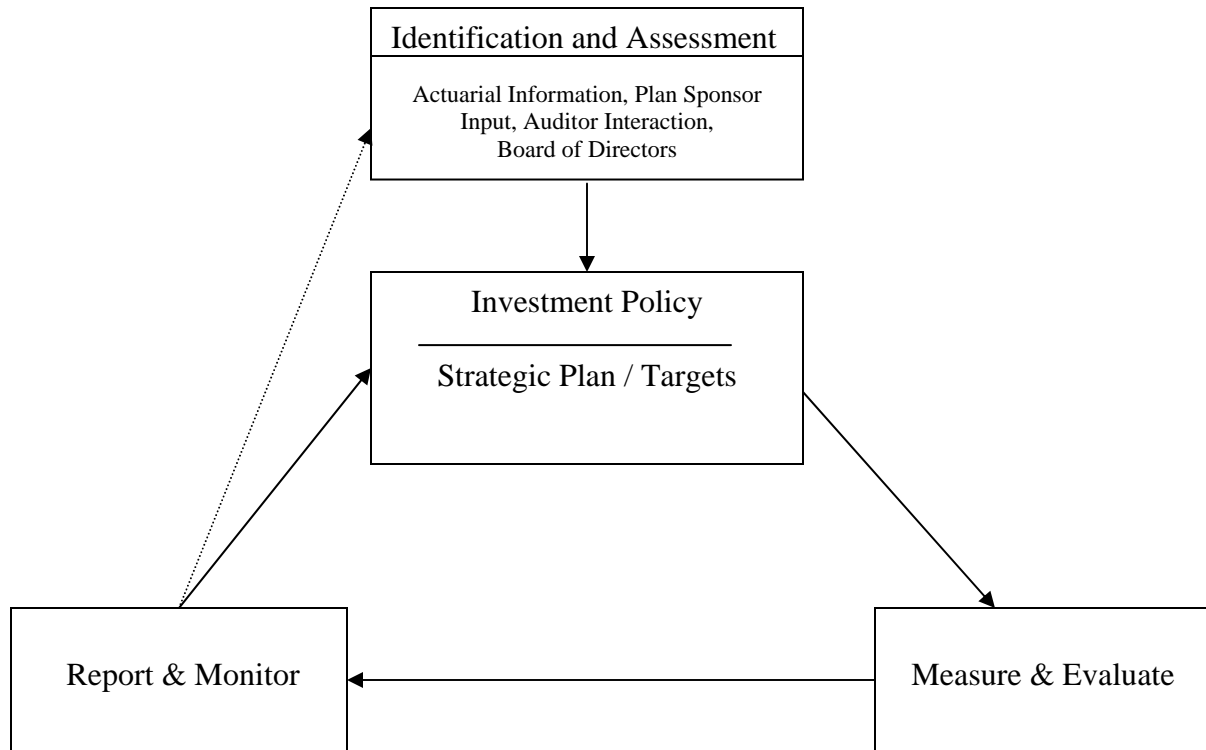 Identification and Assessment
Actuarial Information, Plan Sponsor
Input, Auditor Interaction,
Board of Directors
Investment Policy
Strategic Plan / Targets
Report & Monitor
Measure & Evaluate